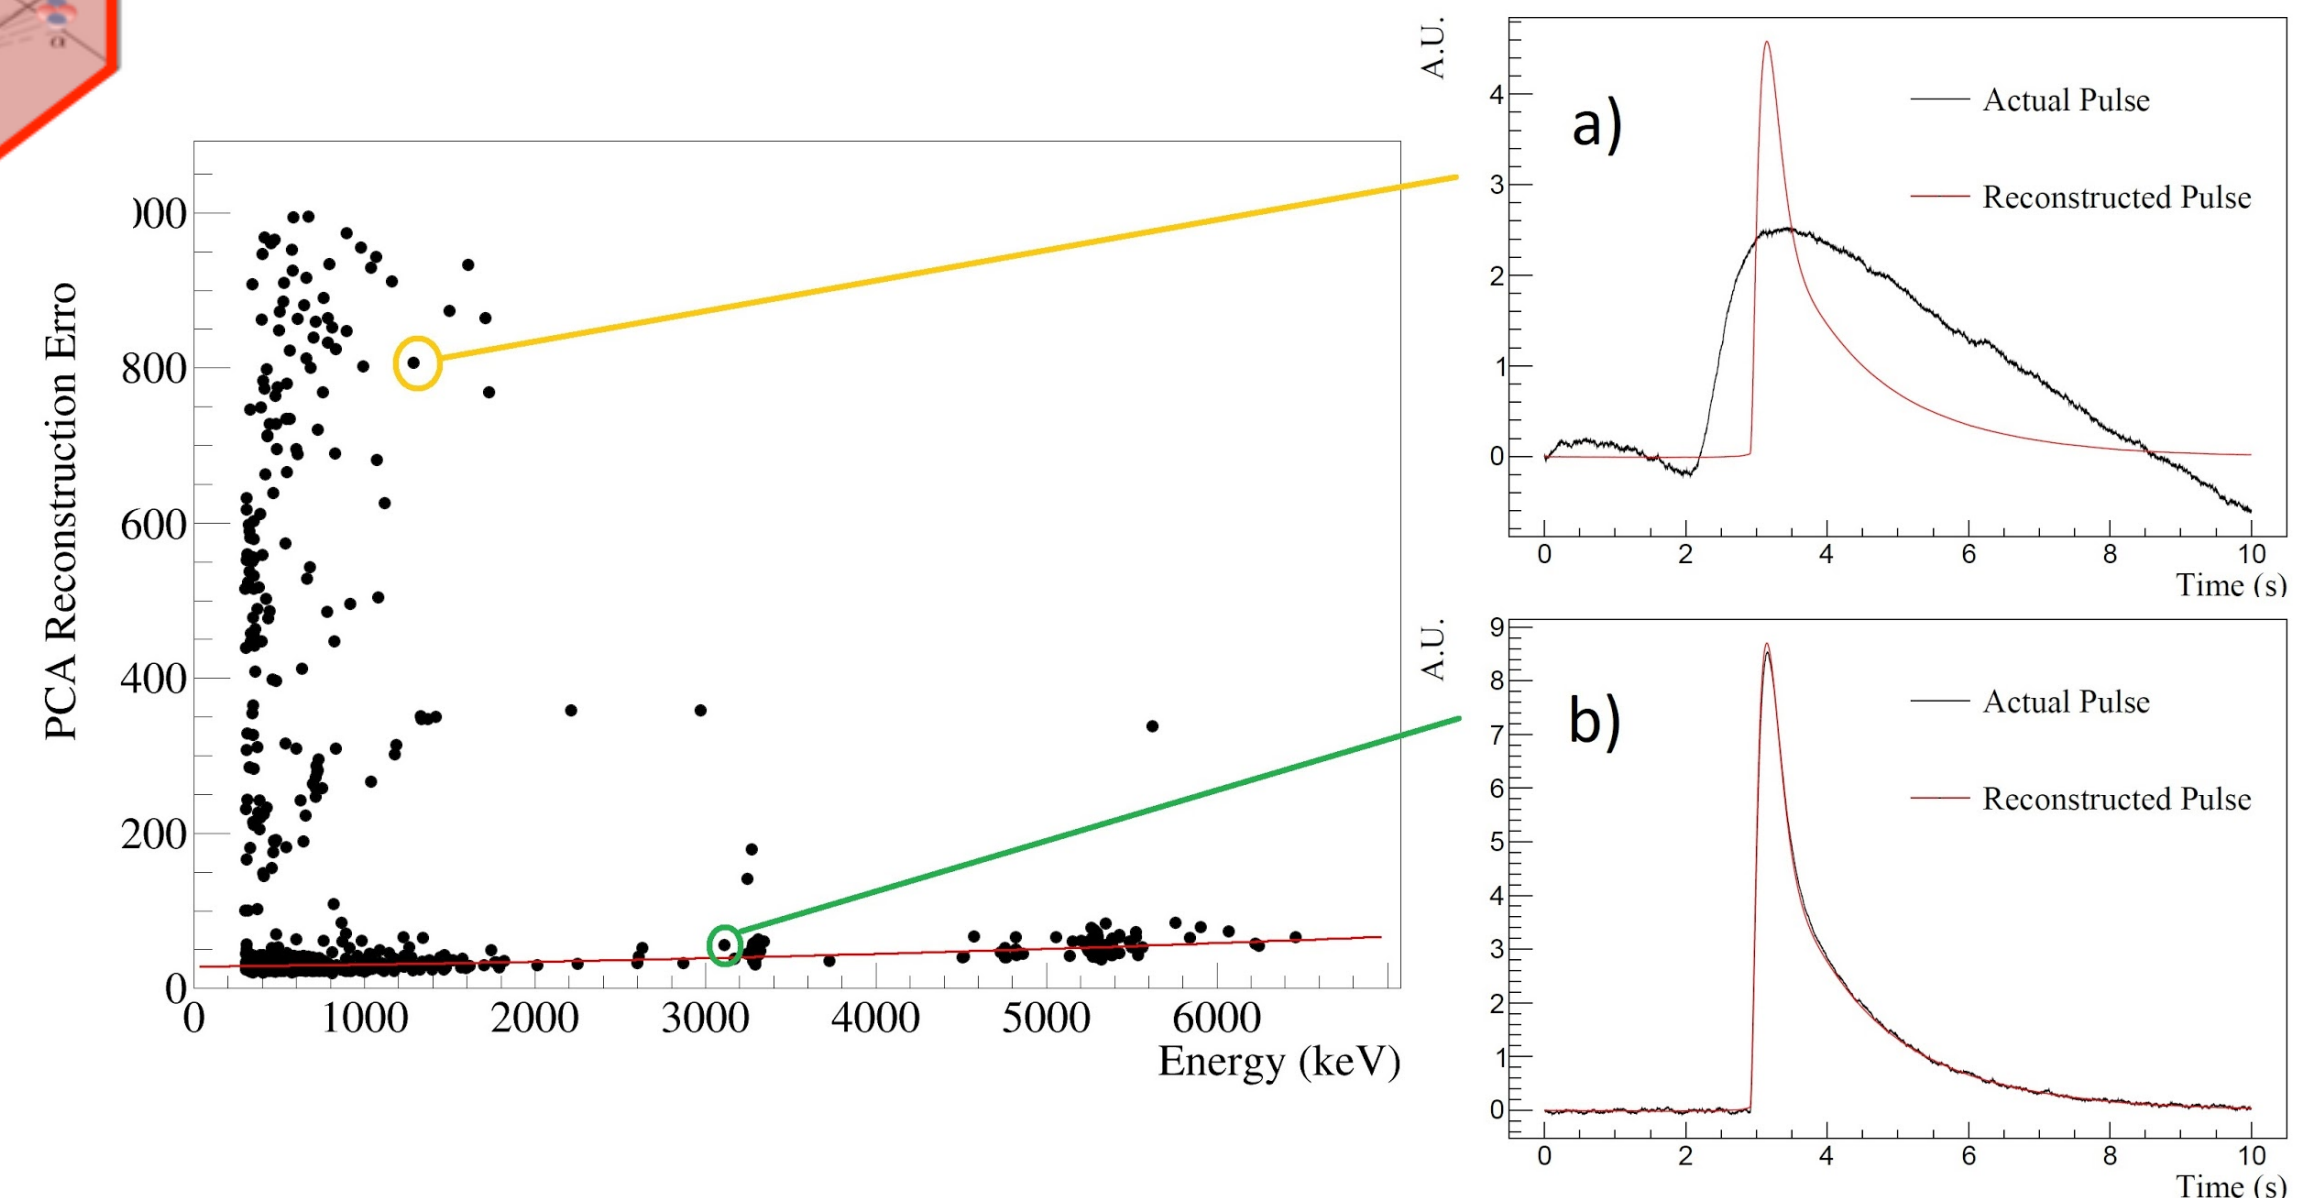 α
PCA Reconstruction Erro
00
800
600
400
200
0
0 1000 2000 3000 4000 5000 6000
Energy (keV)
A.U.
a)
Actual Pulse
Reconstructed Pulse
4
3
2
1
0
0 2 4 6 8 10
Time (s)
A.U.
b)
Actual Pulse
Reconstructed Pulse
9
8
7
6
5
4
3
2
1
0
0 2 4 6 8 10
Time (s)